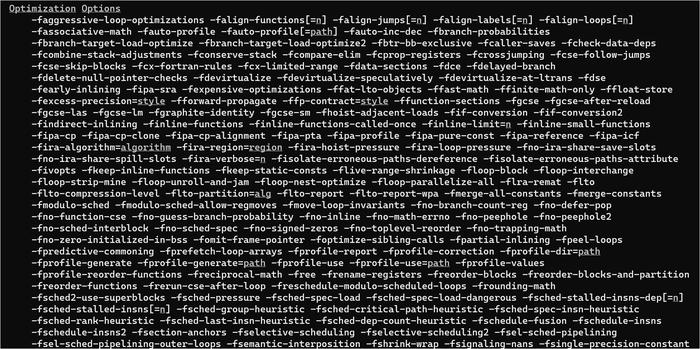 Optimization Options
-faggressive-loop-optimizations -falign-functions[=n] -falign-jumps[=n] -falign-labels[=n] -falign-loops[=n]
-fassociative-math -fauto-profile -fauto-profile[=path] -fauto-inc-dec -fbranch-probabilities
-fbranch-target-load-optimize -fbranch-target-load-optimize2 -fbtr-bb-exclusive -fcaller-saves -fcheck-data-deps
-fcombine-stack-adjustments -fconserve-stack -fcompare-elim -fcprop-registers -fcrossjumping -fcse-follow-jumps
-fcse-skip-blocks -fcx-fortran-rules -fcx-limited-range -fdata-sections -fdce -fdelayed-branch
-fdelete-null-pointer-checks -fdevirtualize -fdevirtualize-speculatively -fdevirtualize-at-ltrans -fdse
-fearly-inlining -fipa-sra -fexpensive-optimizations -ffat-lto-objects -ffast-math -ffinite-math-only -ffloat-store
-fexcess-precision=style -fforward-propagate -ffp-contract=style -ffunction-sections -fgcse -fgcse-after-reload
-fgcse-las -fgcse-lm -fgraphite-identity -fgcse-sm -fhoist-adjacent-loads -fif-conversion -fif-conversion2
-findirect-inlining -finline-functions -finline-functions-called-once -finline-limit=n -finline-small-functions
-fipa-cp -fipa-cp-clone -fipa-cp-alignment -fipa-pta -fipa-profile -fipa-pure-const -fipa-reference -fipa-icf
-fira-algorithm=algorithm -fira-region=region -fira-hoist-pressure -fira-loop-pressure -fno-ira-share-save-slots
-fno-ira-share-spill-slots -fira-verbose=n -fisolate-erroneous-paths-dereference -fisolate-erroneous-paths-attribute
-fivopts -fkeep-inline-functions -fkeep-static-consts -flive-range-shrinkage -floop-block -floop-interchange
-floop-strip-mine -floop-unroll-and-jam -floop-nest-optimize -floop-parallelize-all -flra-remat -flto
-flto-compression-level -flto-partition=alg -flto-report -flto-report-wpa -fmerge-all-constants -fmerge-constants
-fmodulo-sched -fmodulo-sched-allow-regmoves -fmove-loop-invariants -fno-branch-count-reg -fno-defer-pop
-fno-function-cse -fno-guess-branch-probability -fno-inline -fno-math-errno -fno-peephole -fno-peephole2
-fno-sched-interblock -fno-sched-spec -fno-signed-zeros -fno-toplevel-reorder -fno-trapping-math
-fno-zero-initialized-in-bss -fomit-frame-pointer -foptimize-sibling-calls -fpartial-inlining -fpeel-loops
-fpredictive-commoning -fprefetch-loop-arrays -fprofile-report -fprofile-correction -fprofile-dir=path
-fprofile-generate -fprofile-generate=path -fprofile-use -fprofile-use=path -fprofile-values
-fprofile-reorder-functions -freciprocal-math -free -frename-registers -freorder-blocks -freorder-blocks-and-partition
-freorder-functions -frerun-cse-after-loop -freschedule-modulo-scheduled-loops -frounding-math
-fsched2-use-superblocks -fsched-pressure -fsched-spec-load -fsched-spec-load-dangerous -fsched-stalled-insns-dep[=n]
-fsched-stalled-insns[=n] -fsched-group-heuristic -fsched-critical-path-heuristic -fsched-spec-insn-heuristic
-fsched-rank-heuristic -fsched-last-insn-heuristic -fsched-dep-count-heuristic -fschedule-fusion -fschedule-insns
-fschedule-insns2 -fsection-anchors -fselective-scheduling -fselective-scheduling2 -fsel-sched-pipelining
-fsel-sched-pipelining-outer-loops -fsemantic-interposition -fshrink-wrap -fsignaling-nans -fsingle-precision-constant